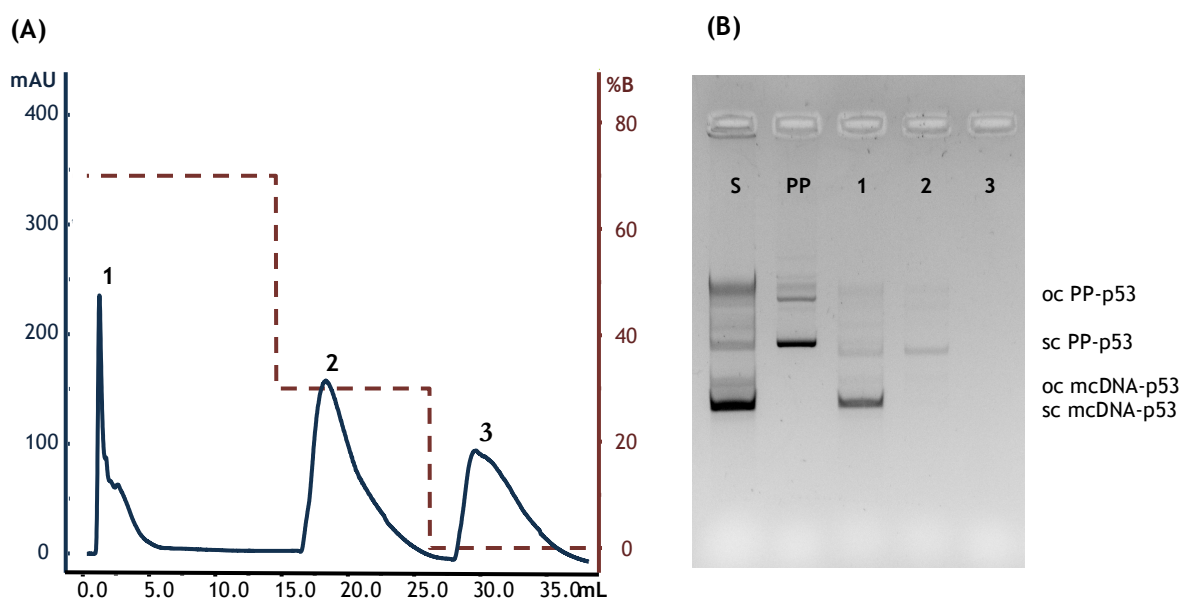 (A)
mAU
400
300
200
100
0
1
2
3
%B
80
60
40
20
0
0.0 5.0 10.0 15.0 20.0 25.0 30.0 35.0 mL
(B)
S PP 1 2 3
oc PP-p53
sc PP-p53
oc mcDNA-p53
sc mcDNA-p53